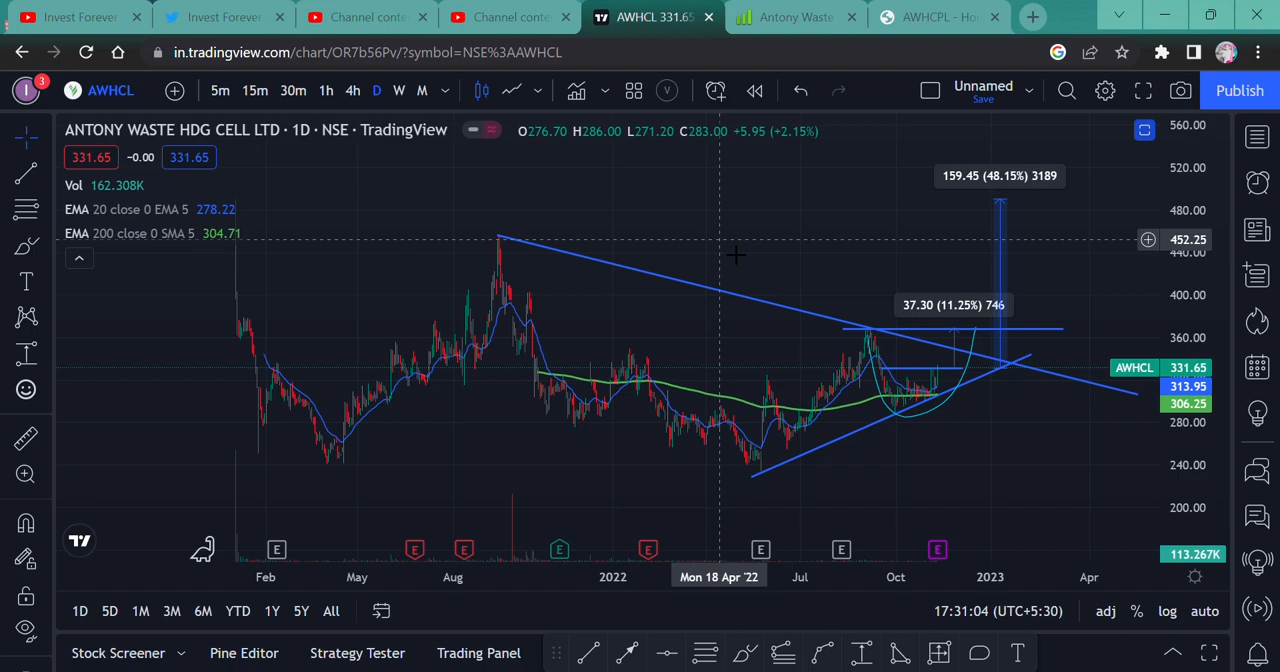 Invest Forever
Invest Forever
Channel conte
Channel conte
AWHCL 331.65
Antony Waste
AWHCPL - Ho
in.tradingview.com/chart/OR7b56Pv/?symbol=NSE%3AAWHCL
I 3 AWHCL 5m 15m 30m 1h 4h D W M V Unnamed Save Publish
ANTONY WASTE HDG CELL LTD · 1D · NSE · TradingView O276.70 H286.00 L271.20 C283.00 +5.95 (+2.15%)
331.65 -0.00 331.65
Vol 162.308K
EMA 20 close 0 EMA 5 278.22
EMA 200 close 0 SMA 5 304.71
159.45 (48.15%) 3189
37.30 (11.25%) 746
560.00
520.00
480.00
452.25
440.00
400.00
360.00
AWHCL 331.65
313.95
306.25
280.00
240.00
200.00
113.267K
E E E E E E E E
Feb May Aug 2022 Mon 18 Apr '22 Jul Oct 2023 Apr
1D 5D 1M 3M 6M YTD 1Y 5Y All 17:31:04 (UTC+5:30) adj % log auto
Stock Screener Pine Editor Strategy Tester Trading Panel